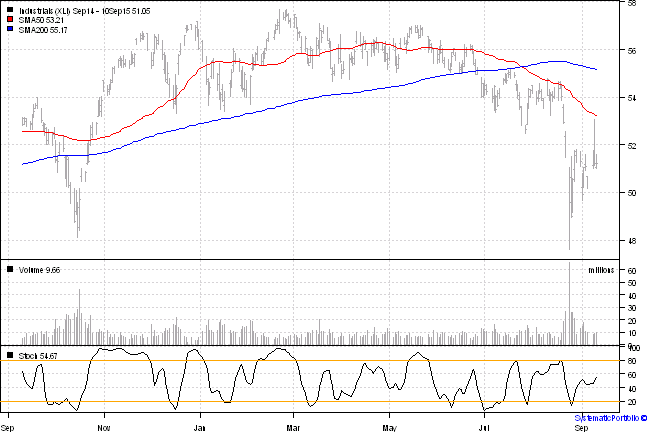 Industrials (XLI) Sep14 - 10Sep15 51.05
SMA50 53.21
SMA200 55.17
58
56
54
52
50
48
Volume 9.66
millions
60
50
40
30
20
10
0
Stoch 54.67
100
80
60
40
20
Sep
Nov
Jan
Mar
May
Jul
Sep
SystematicPortfolio ©